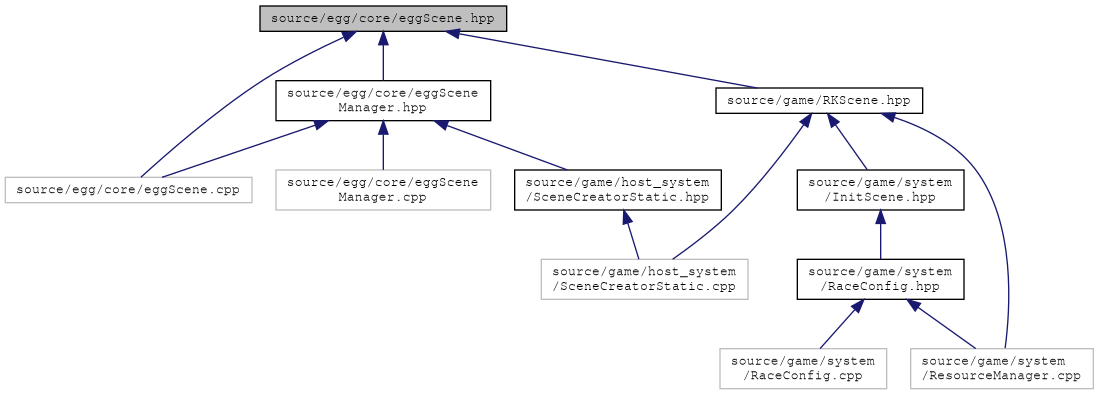 source/egg/core/eggScene.hpp
source/egg/core/eggScene
Manager.hpp
source/game/RKScene.hpp
source/egg/core/eggScene.cpp
source/egg/core/eggScene
Manager.cpp
source/game/host_system
/SceneCreatorStatic.hpp
source/game/system
/InitScene.hpp
source/game/host_system
/SceneCreatorStatic.cpp
source/game/system
/RaceConfig.hpp
source/game/system
/RaceConfig.cpp
source/game/system
/ResourceManager.cpp